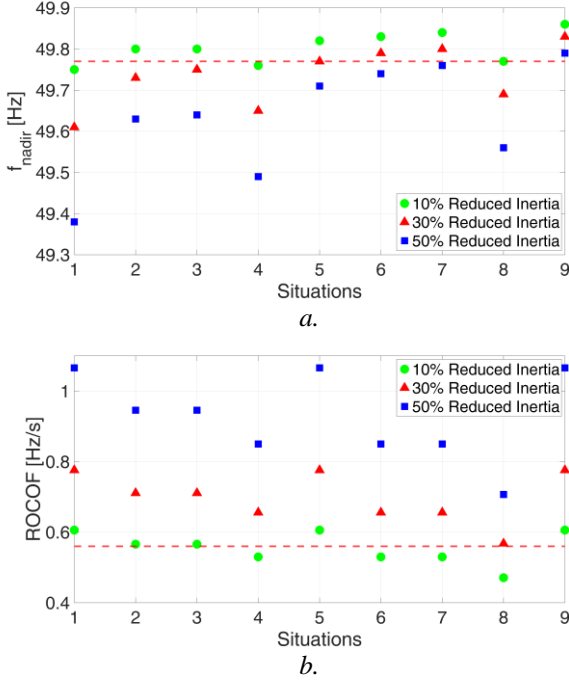 49.9
49.8
49.7
49.6
49.5
49.4
49.3
f_nadir [Hz]
10% Reduced Inertia
30% Reduced Inertia
50% Reduced Inertia
1 2 3 4 5 6 7 8 9
Situations
a.
1
0.8
0.6
0.4
ROCOF [Hz/s]
10% Reduced Inertia
30% Reduced Inertia
50% Reduced Inertia
1 2 3 4 5 6 7 8 9
Situations
b.